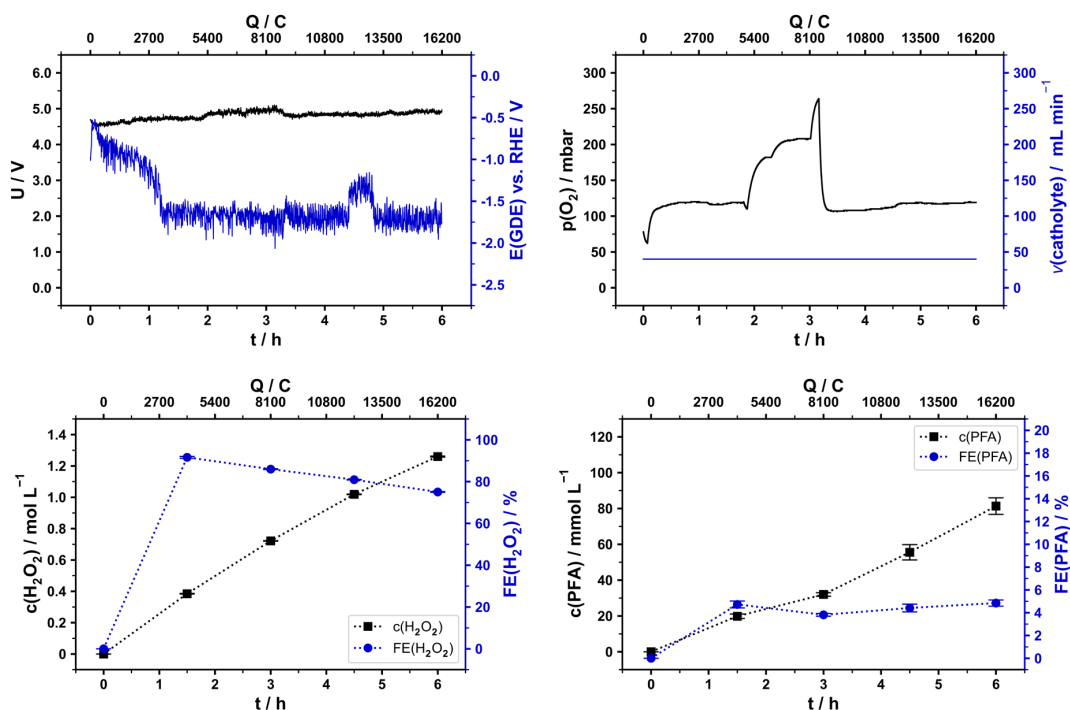 Q / C
0 2700 5400 8100 10800 13500 16200
6.0
5.0
4.0
3.0
2.0
1.0
0.0
U / V
−0.0
−0.5
−1.0
−1.5
−2.0
−2.5
E(GDE) vs. RHE / V
0 1 2 3 4 5 6
t / h
Q / C
0 2700 5400 8100 10800 13500 16200
300
250
200
150
100
50
0
p(O₂) / mbar
300
250
200
150
100
50
0
v(catholyte) / mL min⁻¹
0 1 2 3 4 5 6
t / h
Q / C
0 2700 5400 8100 10800 13500 16200
1.4
1.2
1.0
0.8
0.6
0.4
0.2
0
c(H₂O₂) / mol L⁻¹
100
80
60
40
20
0
FE(H₂O₂) / %
c(H₂O₂)
FE(H₂O₂)
0 1 2 3 4 5 6
t / h
Q / C
0 2700 5400 8100 10800 13500 16200
120
100
80
60
40
20
0
c(PFA) / mmol L⁻¹
20
18
16
14
12
10
8
6
4
2
0
FE(PFA) / %
c(PFA)
FE(PFA)
0 1 2 3 4 5 6
t / h